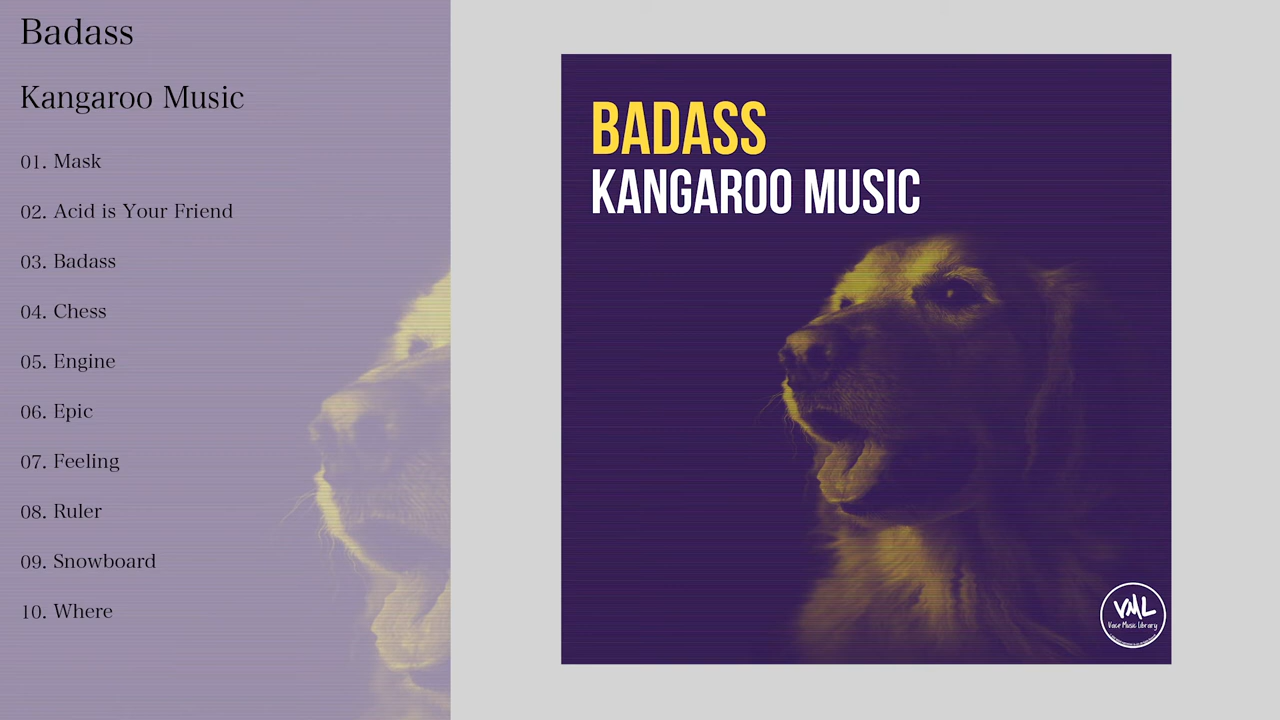 Badass
Kangaroo Music
01. Mask
02. Acid is Your Friend
03. Badass
04. Chess
05. Engine
06. Epic
07. Feeling
08. Ruler
09. Snowboard
10. Where
BADASS
KANGAROO MUSIC
VML
Vace Music Library